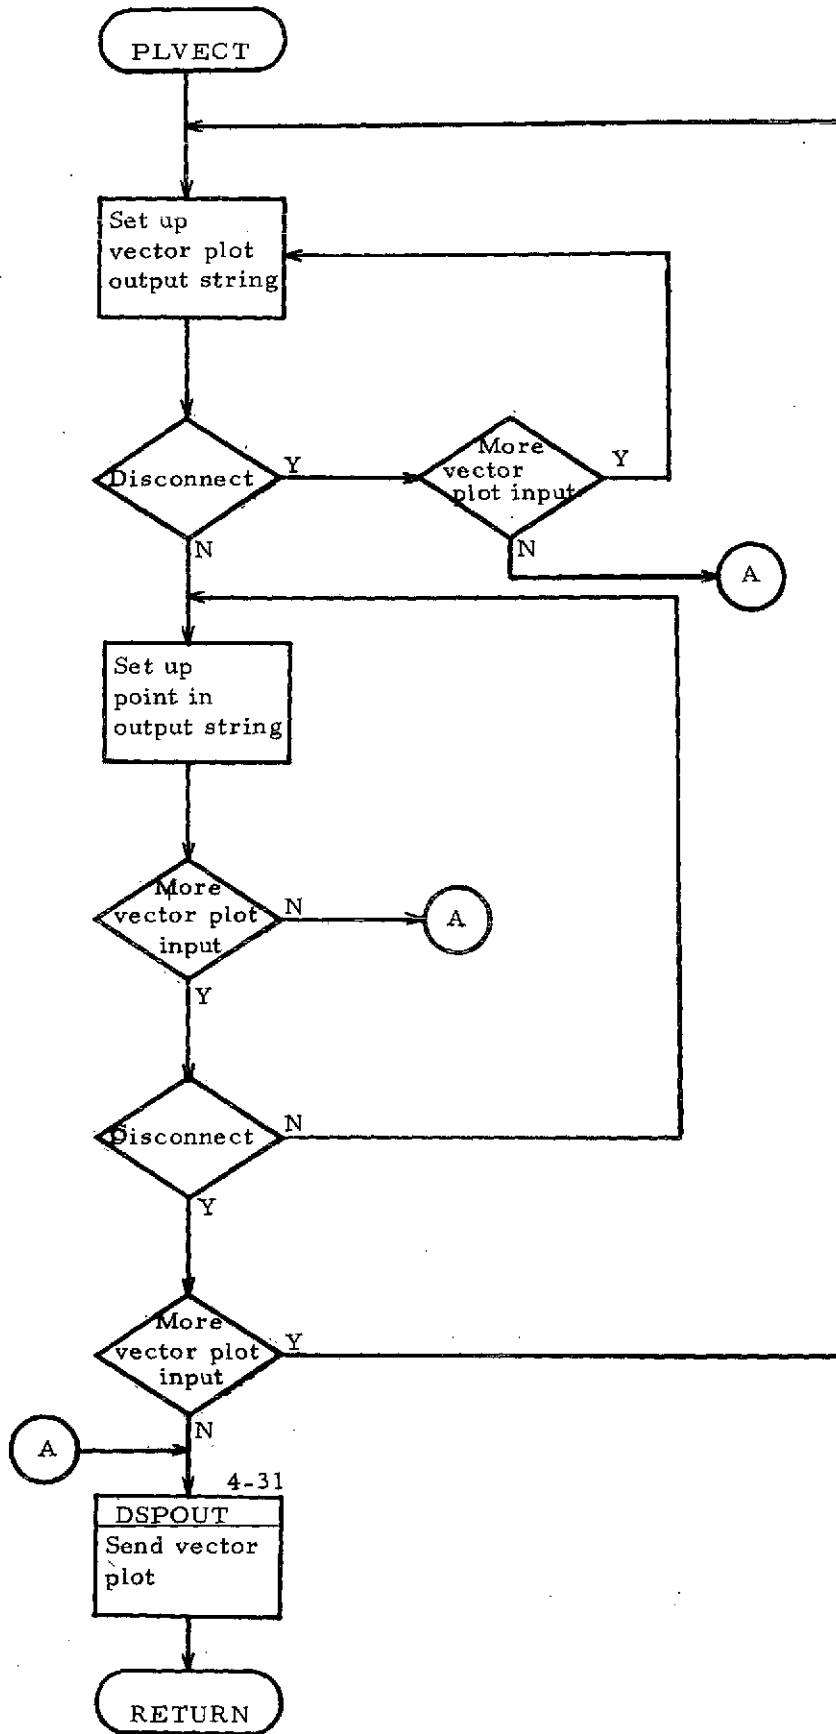 PLVECT
Set up
vector plot
output string
Disconnect
Y
More
vector
plot input
Y
N
N
A
Set up
point in
output string
More
vector plot
input
N
A
Y
Disconnect
N
Y
More
vector plot
input
Y
N
A
4-31
DSPOUT
Send vector
plot
RETURN